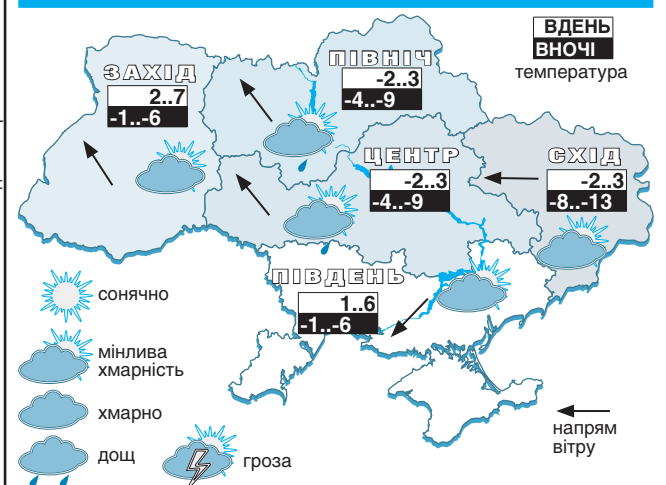 ВДЕНЬ
ВНОЧІ
температура
ПІВНІЧ
-2..3
-4..-9
ЗАХІД
2..7
-1..-6
ЦЕНТР
-2..3
-4..-9
СХІД
-2..3
-8..-13
ПІВДЕНЬ
1..6
-1..-6
сонячно
мінлива
хмарність
хмарно
дощ
гроза
напрям
вітру